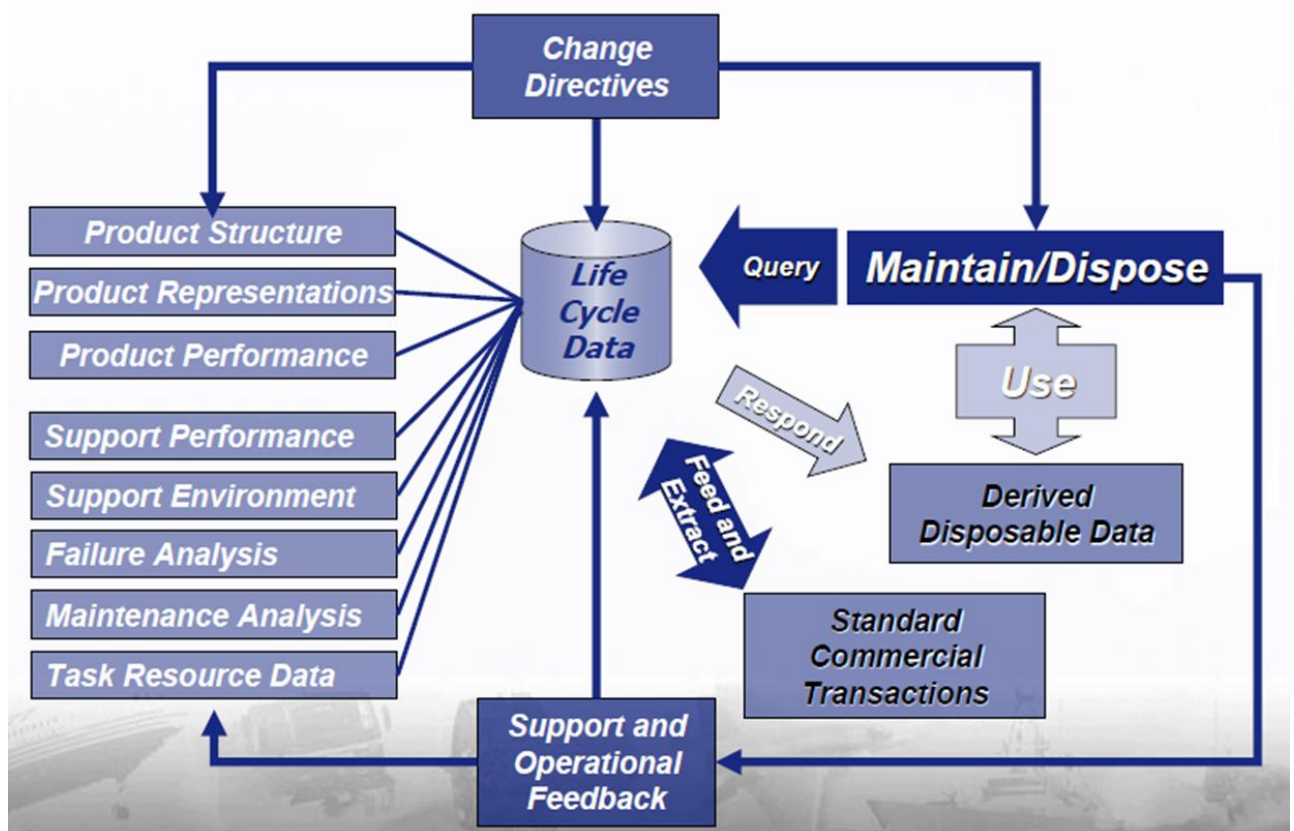 Change
Directives
Product Structure
Product Representations
Product Performance
Support Performance
Support Environment
Failure Analysis
Maintenance Analysis
Task Resource Data
Life
Cycle
Data
Query
Maintain/Dispose
Use
Respond
Feed and
Extract
Derived
Disposable Data
Standard
Commercial
Transactions
Support and
Operational
Feedback